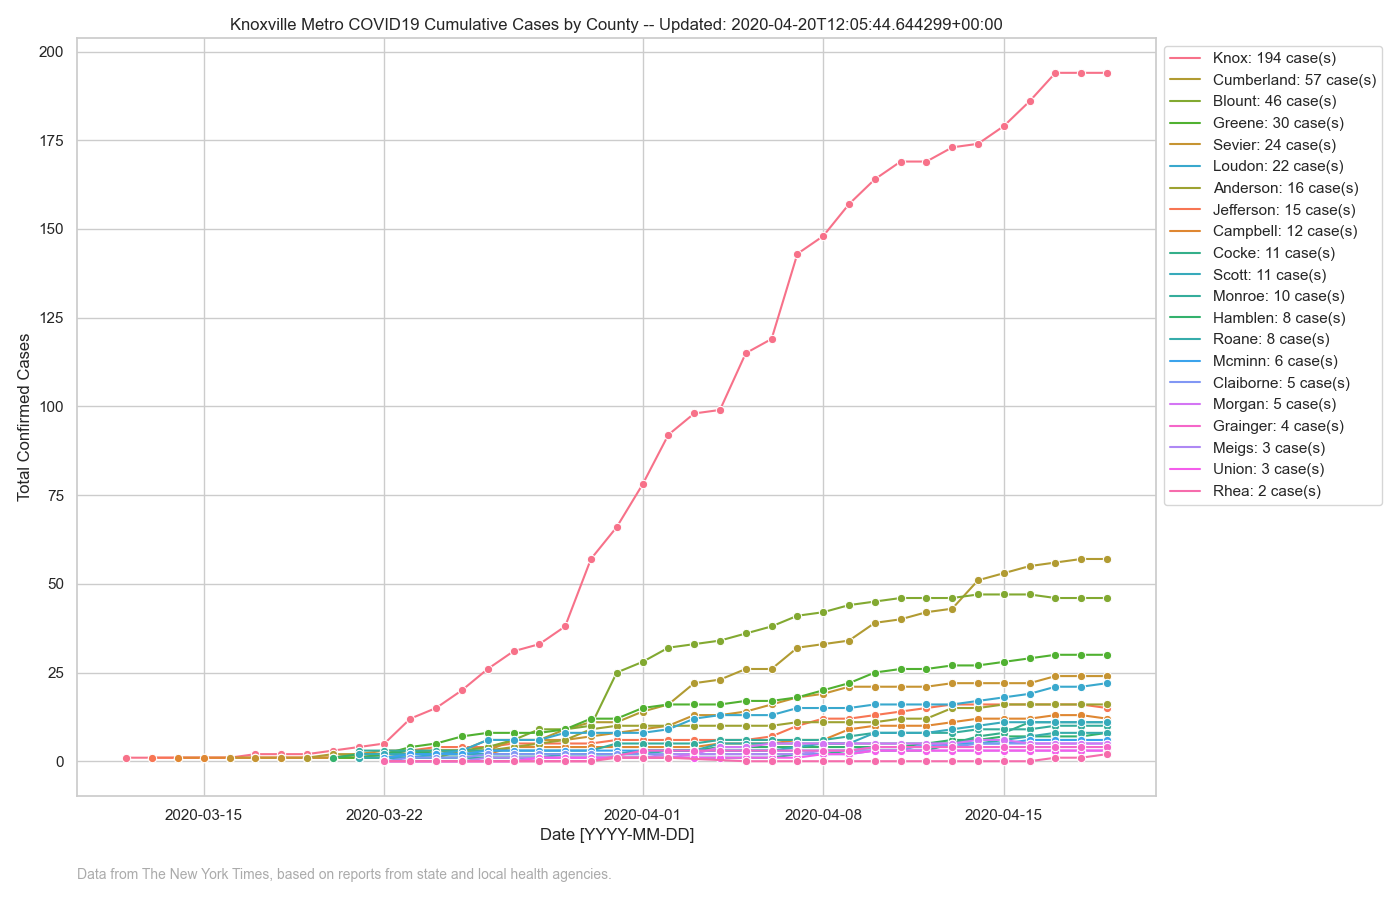 Knoxville Metro COVID19 Cumulative Cases by County -- Updated: 2020-04-20T12:05:44.644299+00:00
200
175
150
125
100
75
50
25
0
Total Confirmed Cases
2020-03-15
2020-03-22
2020-04-01
2020-04-08
2020-04-15
Date [YYYY-MM-DD]
Knox: 194 case(s)
Cumberland: 57 case(s)
Blount: 46 case(s)
Greene: 30 case(s)
Sevier: 24 case(s)
Loudon: 22 case(s)
Anderson: 16 case(s)
Jefferson: 15 case(s)
Campbell: 12 case(s)
Cocke: 11 case(s)
Scott: 11 case(s)
Monroe: 10 case(s)
Hamblen: 8 case(s)
Roane: 8 case(s)
Mcminn: 6 case(s)
Claiborne: 5 case(s)
Morgan: 5 case(s)
Grainger: 4 case(s)
Meigs: 3 case(s)
Union: 3 case(s)
Rhea: 2 case(s)
Data from The New York Times, based on reports from state and local health agencies.